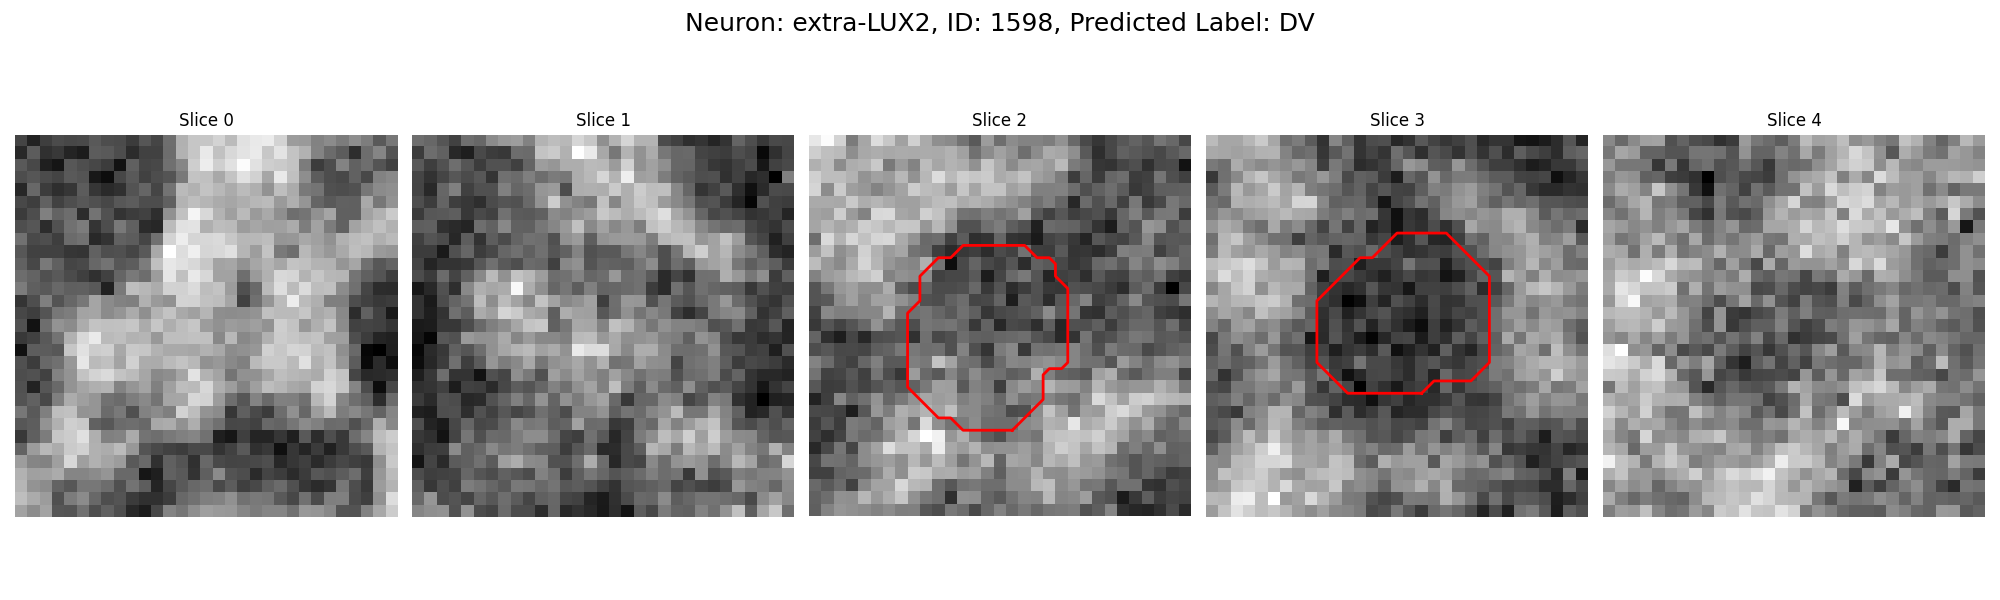 Neuron: extra-LUX2, ID: 1598, Predicted Label: DV
Slice 0
Slice 1
Slice 2
Slice 3
Slice 4